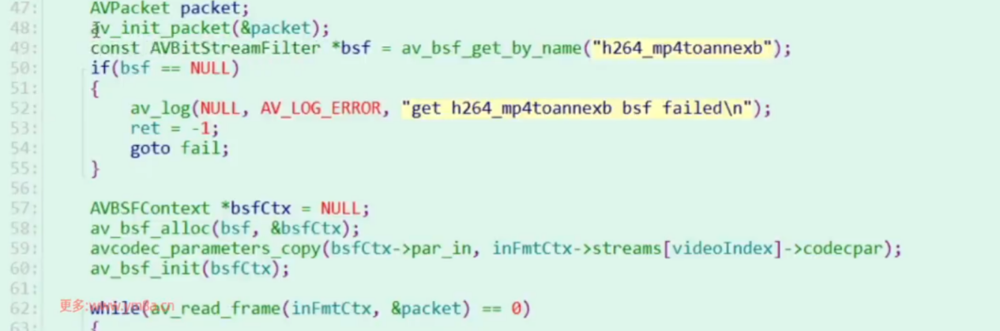 47: AVPacket packet;
48: av_init_packet(&packet);
49: const AVBitStreamFilter *bsf = av_bsf_get_by_name("h264_mp4toannexb");
50: if(bsf == NULL)
51: {
52: av_log(NULL, AV_LOG_ERROR, "get h264_mp4toannexb bsf failed\n");
53: ret = -1;
54: goto fail;
55: }
56:
57: AVBSFContext *bsfCtx = NULL;
58: av_bsf_alloc(bsf, &bsfCtx);
59: avcodec_parameters_copy(bsfCtx->par_in, inFmtCtx->streams[videoIndex]->codecpar);
60: av_bsf_init(bsfCtx);
61:
62: while(av_read_frame(inFmtCtx, &packet) == 0)
更多:
63: {